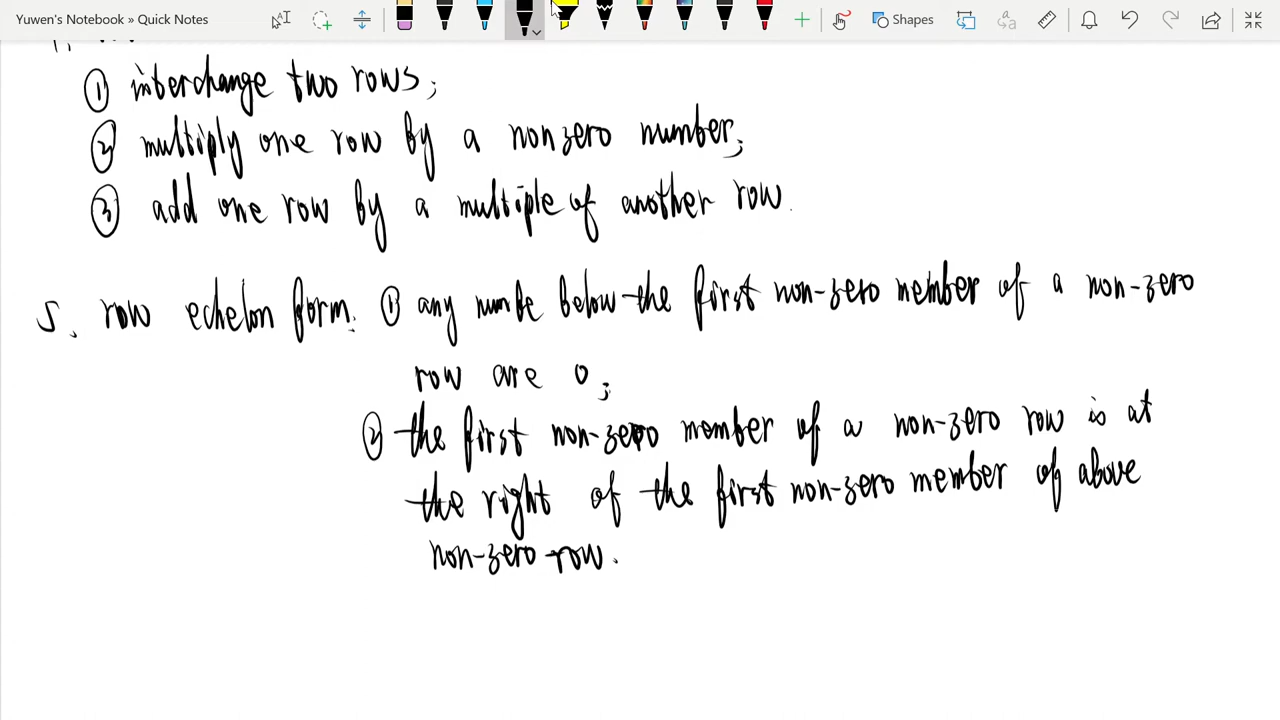 Yuwen's Notebook » Quick Notes
Shapes
① interchange two rows;
② multiply one row by a nonzero number;
③ add one row by a multiple of another row.
5. row echelon form: ① any numbe below the first non-zero member of a non-zero
row are 0;
② the first non-zero member of a non-zero row is at
the right of the first non-zero member of above
non-zero row.